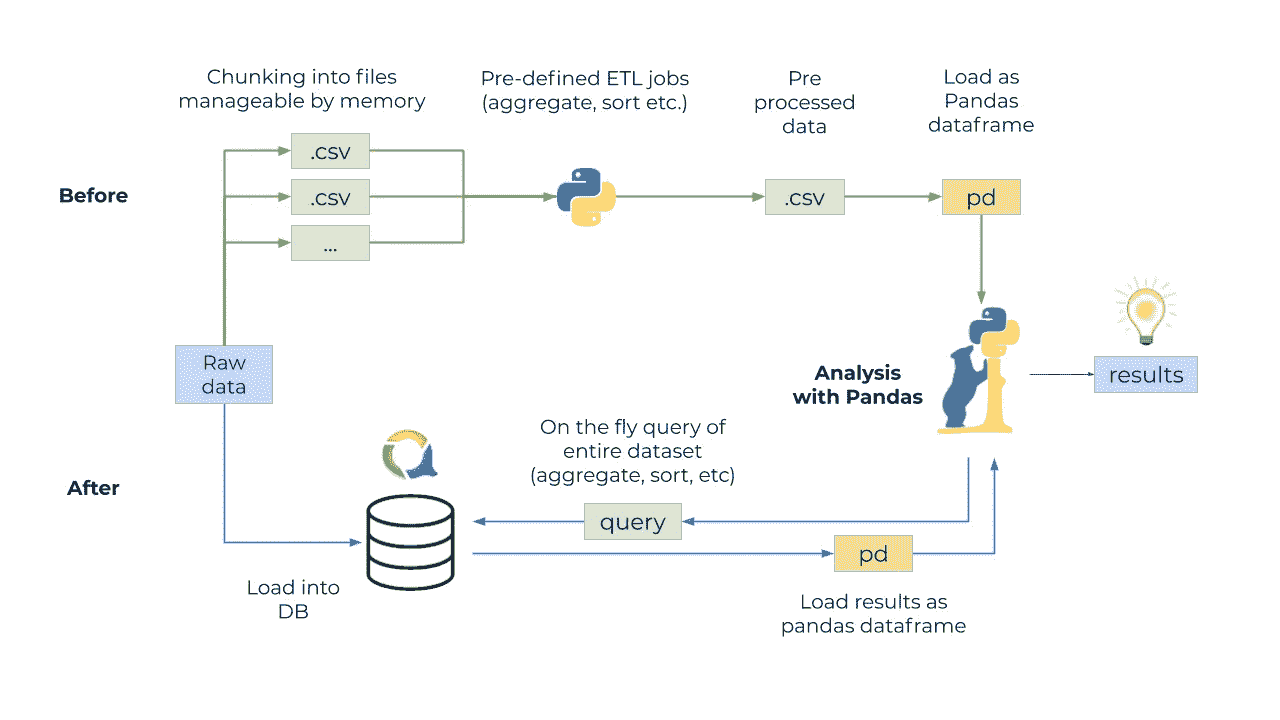 Chunking into files
manageable by memory
Pre-defined ETL jobs
(aggregate, sort etc.)
Pre
processed
data
Load as
Pandas
dataframe
.csv
Before
.csv
.csv
pd
...
Raw
data
Analysis
with Pandas
results
On the fly query of
entire dataset
(aggregate, sort, etc)
After
query
pd
Load into
DB
Load results as
pandas dataframe